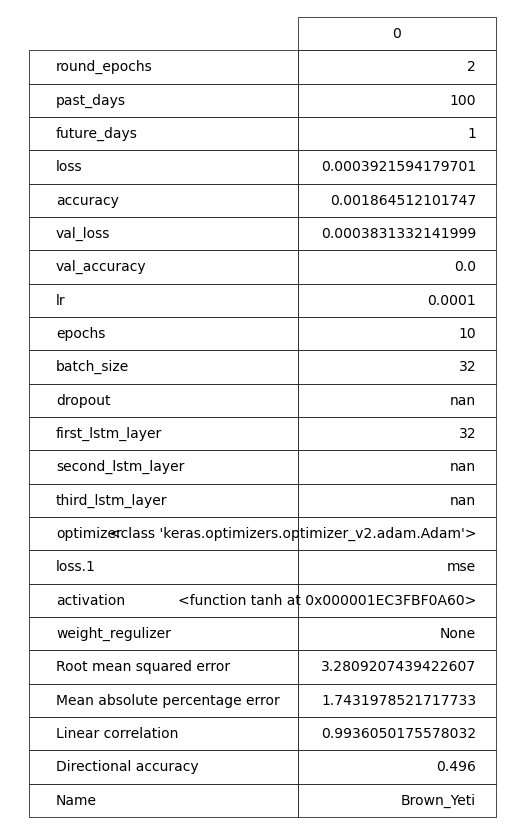 0
round_epochs 2
past_days 100
future_days 1
loss 0.0003921594179701
accuracy 0.001864512101747
val_loss 0.0003831332141999
val_accuracy 0.0
lr 0.0001
epochs 10
batch_size 32
dropout nan
first_lstm_layer 32
second_lstm_layer nan
third_lstm_layer nan
optimizer <class 'keras.optimizers.optimizer_v2.adam.Adam'>
loss.1 mse
activation <function tanh at 0x000001EC3FBF0A60>
weight_regulizer None
Root mean squared error 3.2809207439422607
Mean absolute percentage error 1.7431978521717733
Linear correlation 0.9936050175578032
Directional accuracy 0.496
Name Brown_Yeti